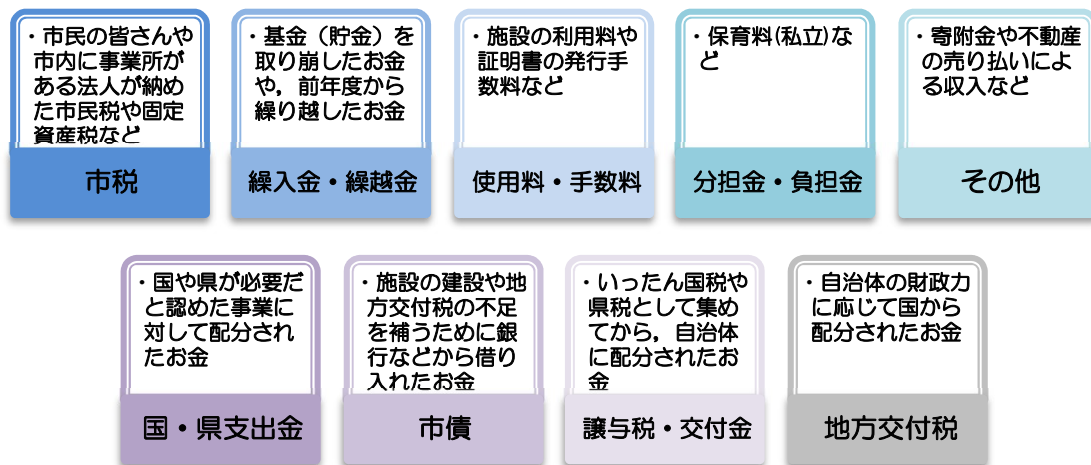 ・市民の皆さんや
市内に事業所が
ある法人が納め
た市民税や固定
資産税など
市税
・基金（貯金）を
取り崩したお金
や，前年度から
繰り越したお金
繰入金・繰越金
・施設の利用料や
証明書の発行手
数料など
使用料・手数料
・保育料(私立)な
ど
分担金・負担金
・寄附金や不動産
の売り払いによ
る収入など
その他
・国や県が必要だ
と認めた事業に
対して配分され
たお金
国・県支出金
・施設の建設や地
方交付税の不足
を補うために銀
行などから借り
入れたお金
市債
・いったん国税や
県税として集め
てから，自治体
に配分されたお
金
譲与税・交付金
・自治体の財政力
に応じて国から
配分されたお金
地方交付税